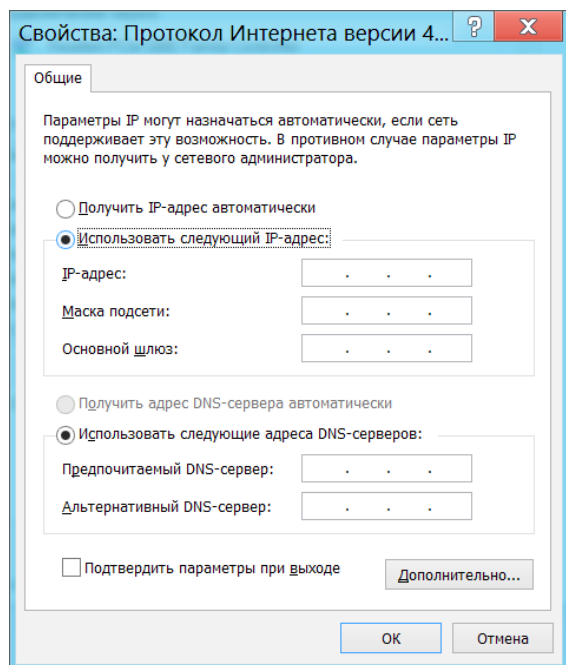 Свойства: Протокол Интернета версии 4...
Общие
Параметры IP могут назначаться автоматически, если сеть
поддерживает эту возможность. В противном случае параметры IP
можно получить у сетевого администратора.
Получить IP-адрес автоматически
Использовать следующий IP-адрес:
IP-адрес:
Маска подсети:
Основной шлюз:
Получить адрес DNS-сервера автоматически
Использовать следующие адреса DNS-серверов:
Предпочитаемый DNS-сервер:
Альтернативный DNS-сервер:
Подтвердить параметры при выходе
Дополнительно...
ОК
Отмена